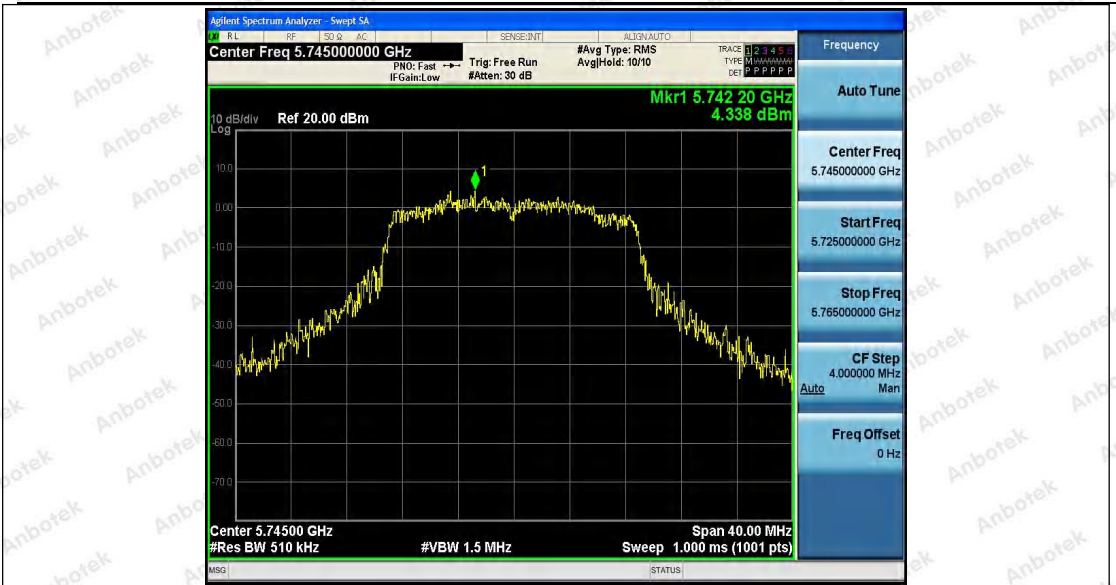 Agilent Spectrum Analyzer - Swept SA
LXI RL RF 50 Ω AC SENSE:INT ALIGNAUTO
Center Freq 5.745000000 GHz
PNO: Fast
IFGain:Low
Trig: Free Run
#Atten: 30 dB
#Avg Type: RMS
Avg|Hold: 10/10
TRACE 1 2 3 4 5 6
TYPE M WWWWW
DET P P P P P P
Mkr1 5.742 20 GHz
4.338 dBm
10 dB/div Ref 20.00 dBm
Log
10.0
0.00
-10.0
-20.0
-30.0
-40.0
-50.0
-60.0
-70.0
1
Center 5.74500 GHz Span 40.00 MHz
#Res BW 510 kHz #VBW 1.5 MHz Sweep 1.000 ms (1001 pts)
MSG STATUS
Frequency
Auto Tune
Center Freq
5.745000000 GHz
Start Freq
5.725000000 GHz
Stop Freq
5.765000000 GHz
CF Step
4.000000 MHz
Auto Man
Freq Offset
0 Hz
Anbotek